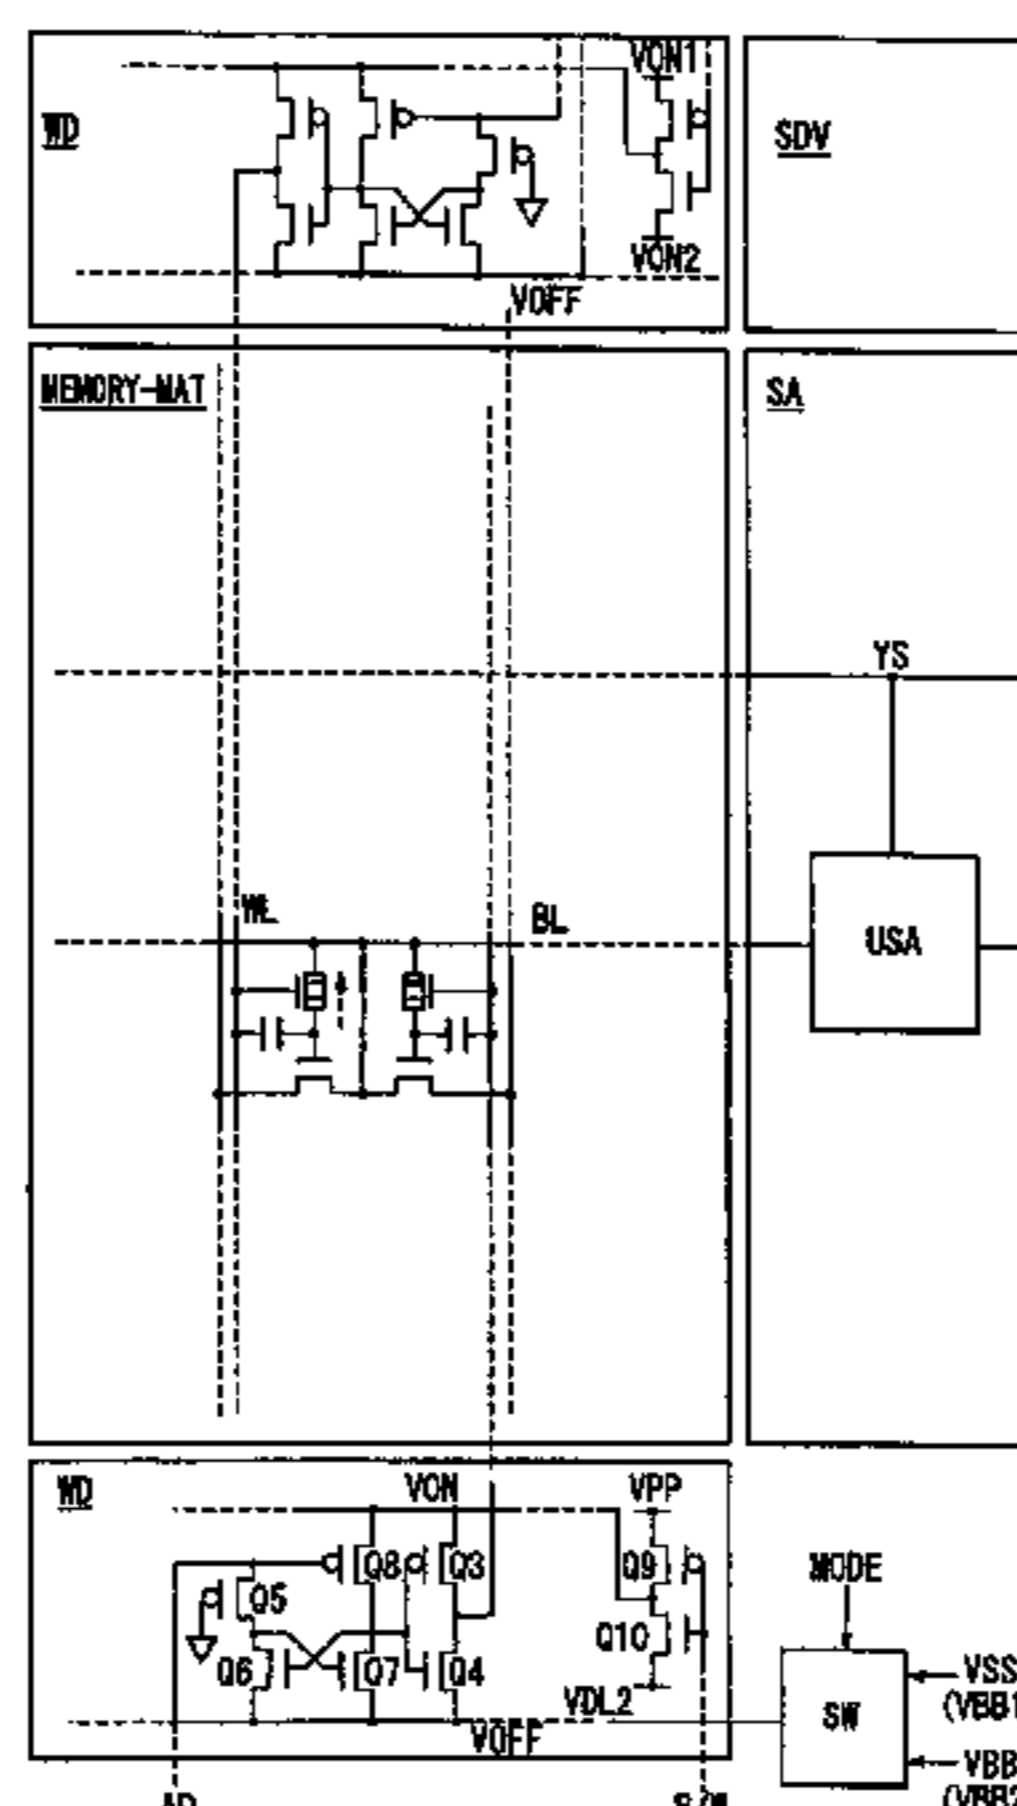 VON1
WD
SDV
VON2
VOFF
MEMORY-MAT
SA
YS
WL
BL
USA
WD
VON
VPP
Q8
Q3
Q9
MODE
Q5
Q10
Q6
Q7
Q4
VSS
VDL2
(VBB1
SW
VOFF
VBB
(VBB2